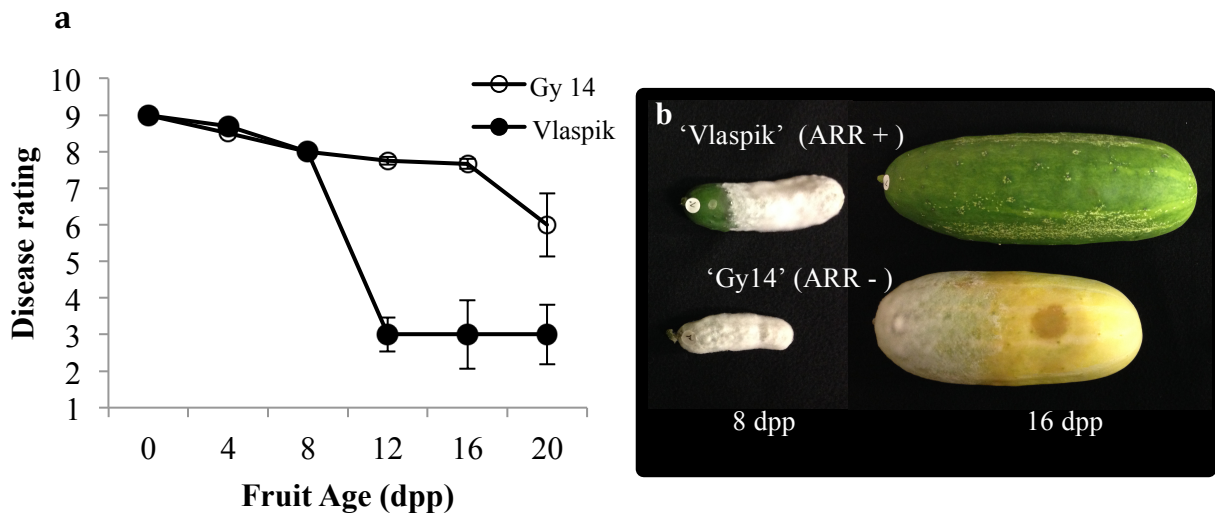 a
10
9
8
7
6
5
4
3
2
1
Disease rating
Gy 14
Vlaspik
0 4 8 12 16 20
Fruit Age (dpp)
b
‘Vlaspik’ (ARR + )
‘Gy14’ (ARR - )
8 dpp
16 dpp